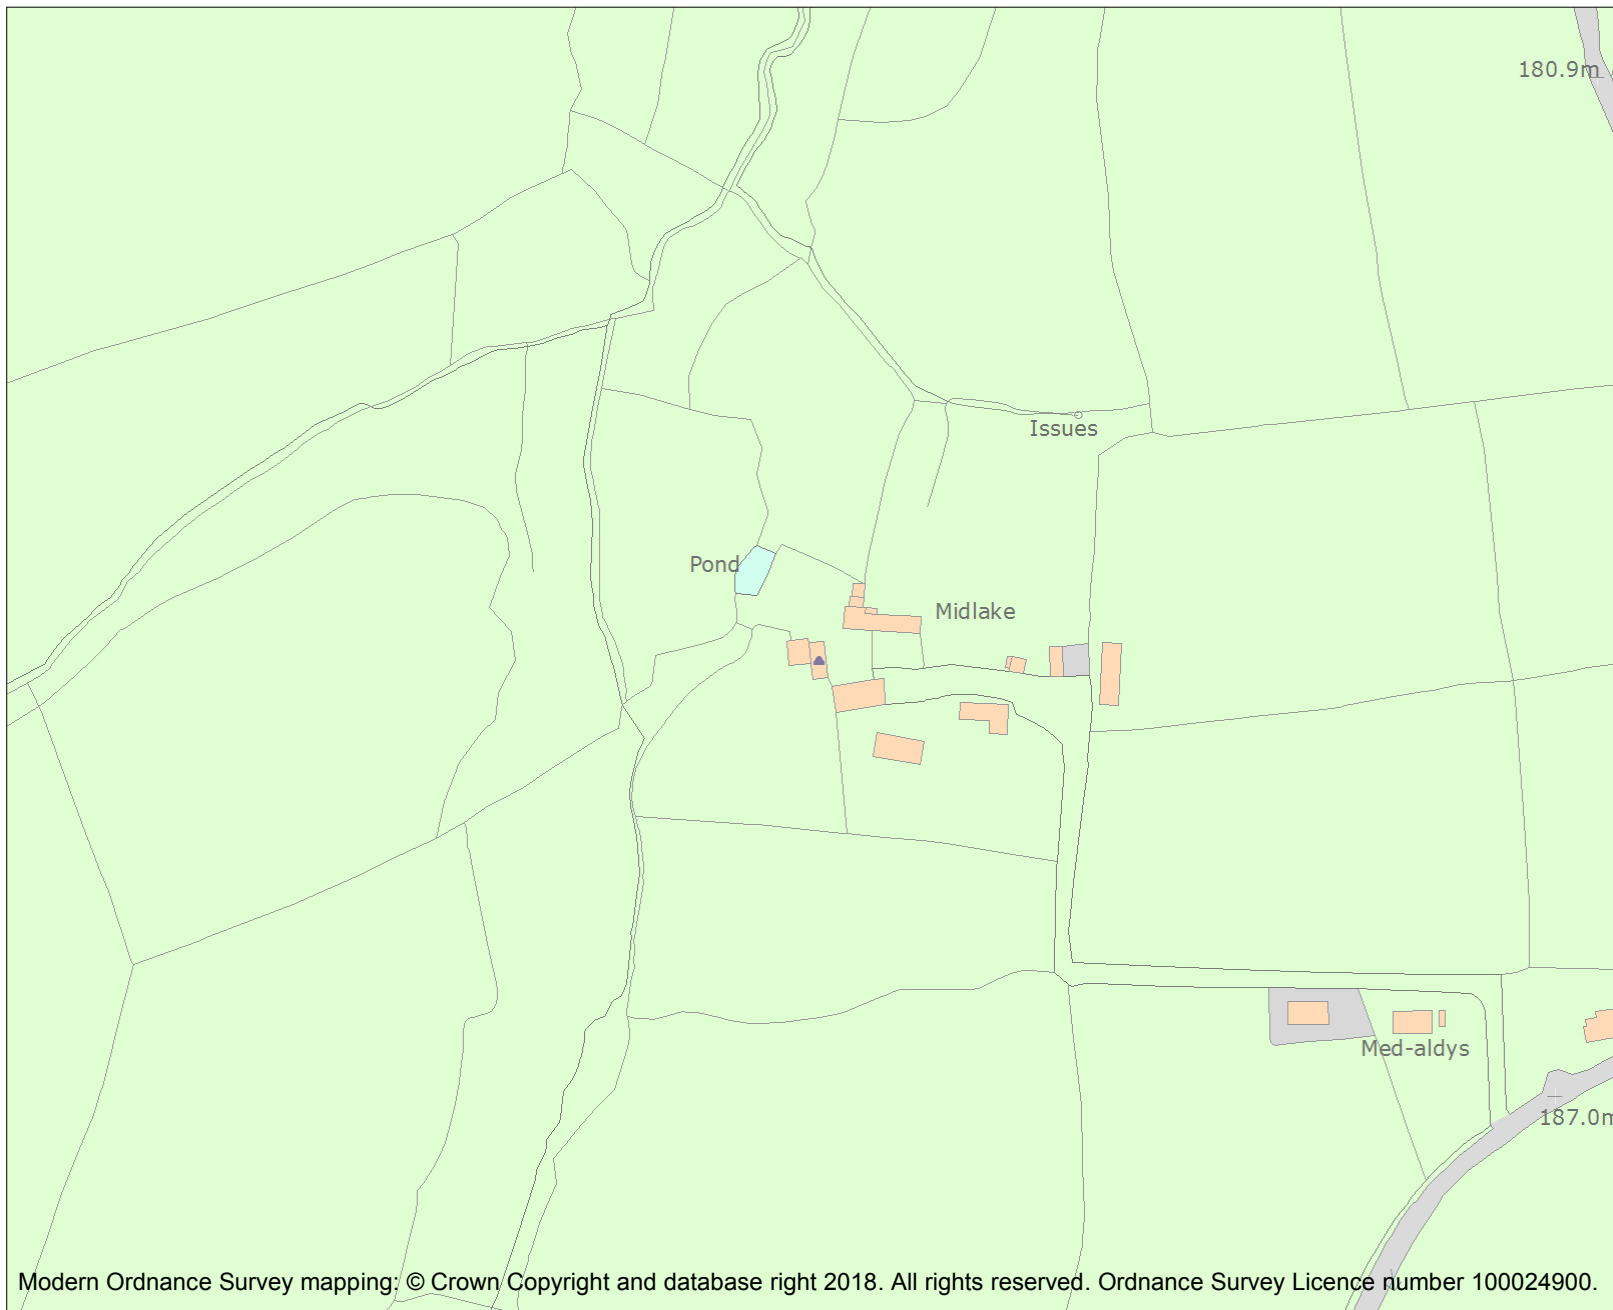 180.9m
Issues
Pond
Midlake
Med-aldys
187.0m
Modern Ordnance Survey mapping: © Crown Copyright and database right 2018. All rights reserved. Ordnance Survey Licence number 100024900.